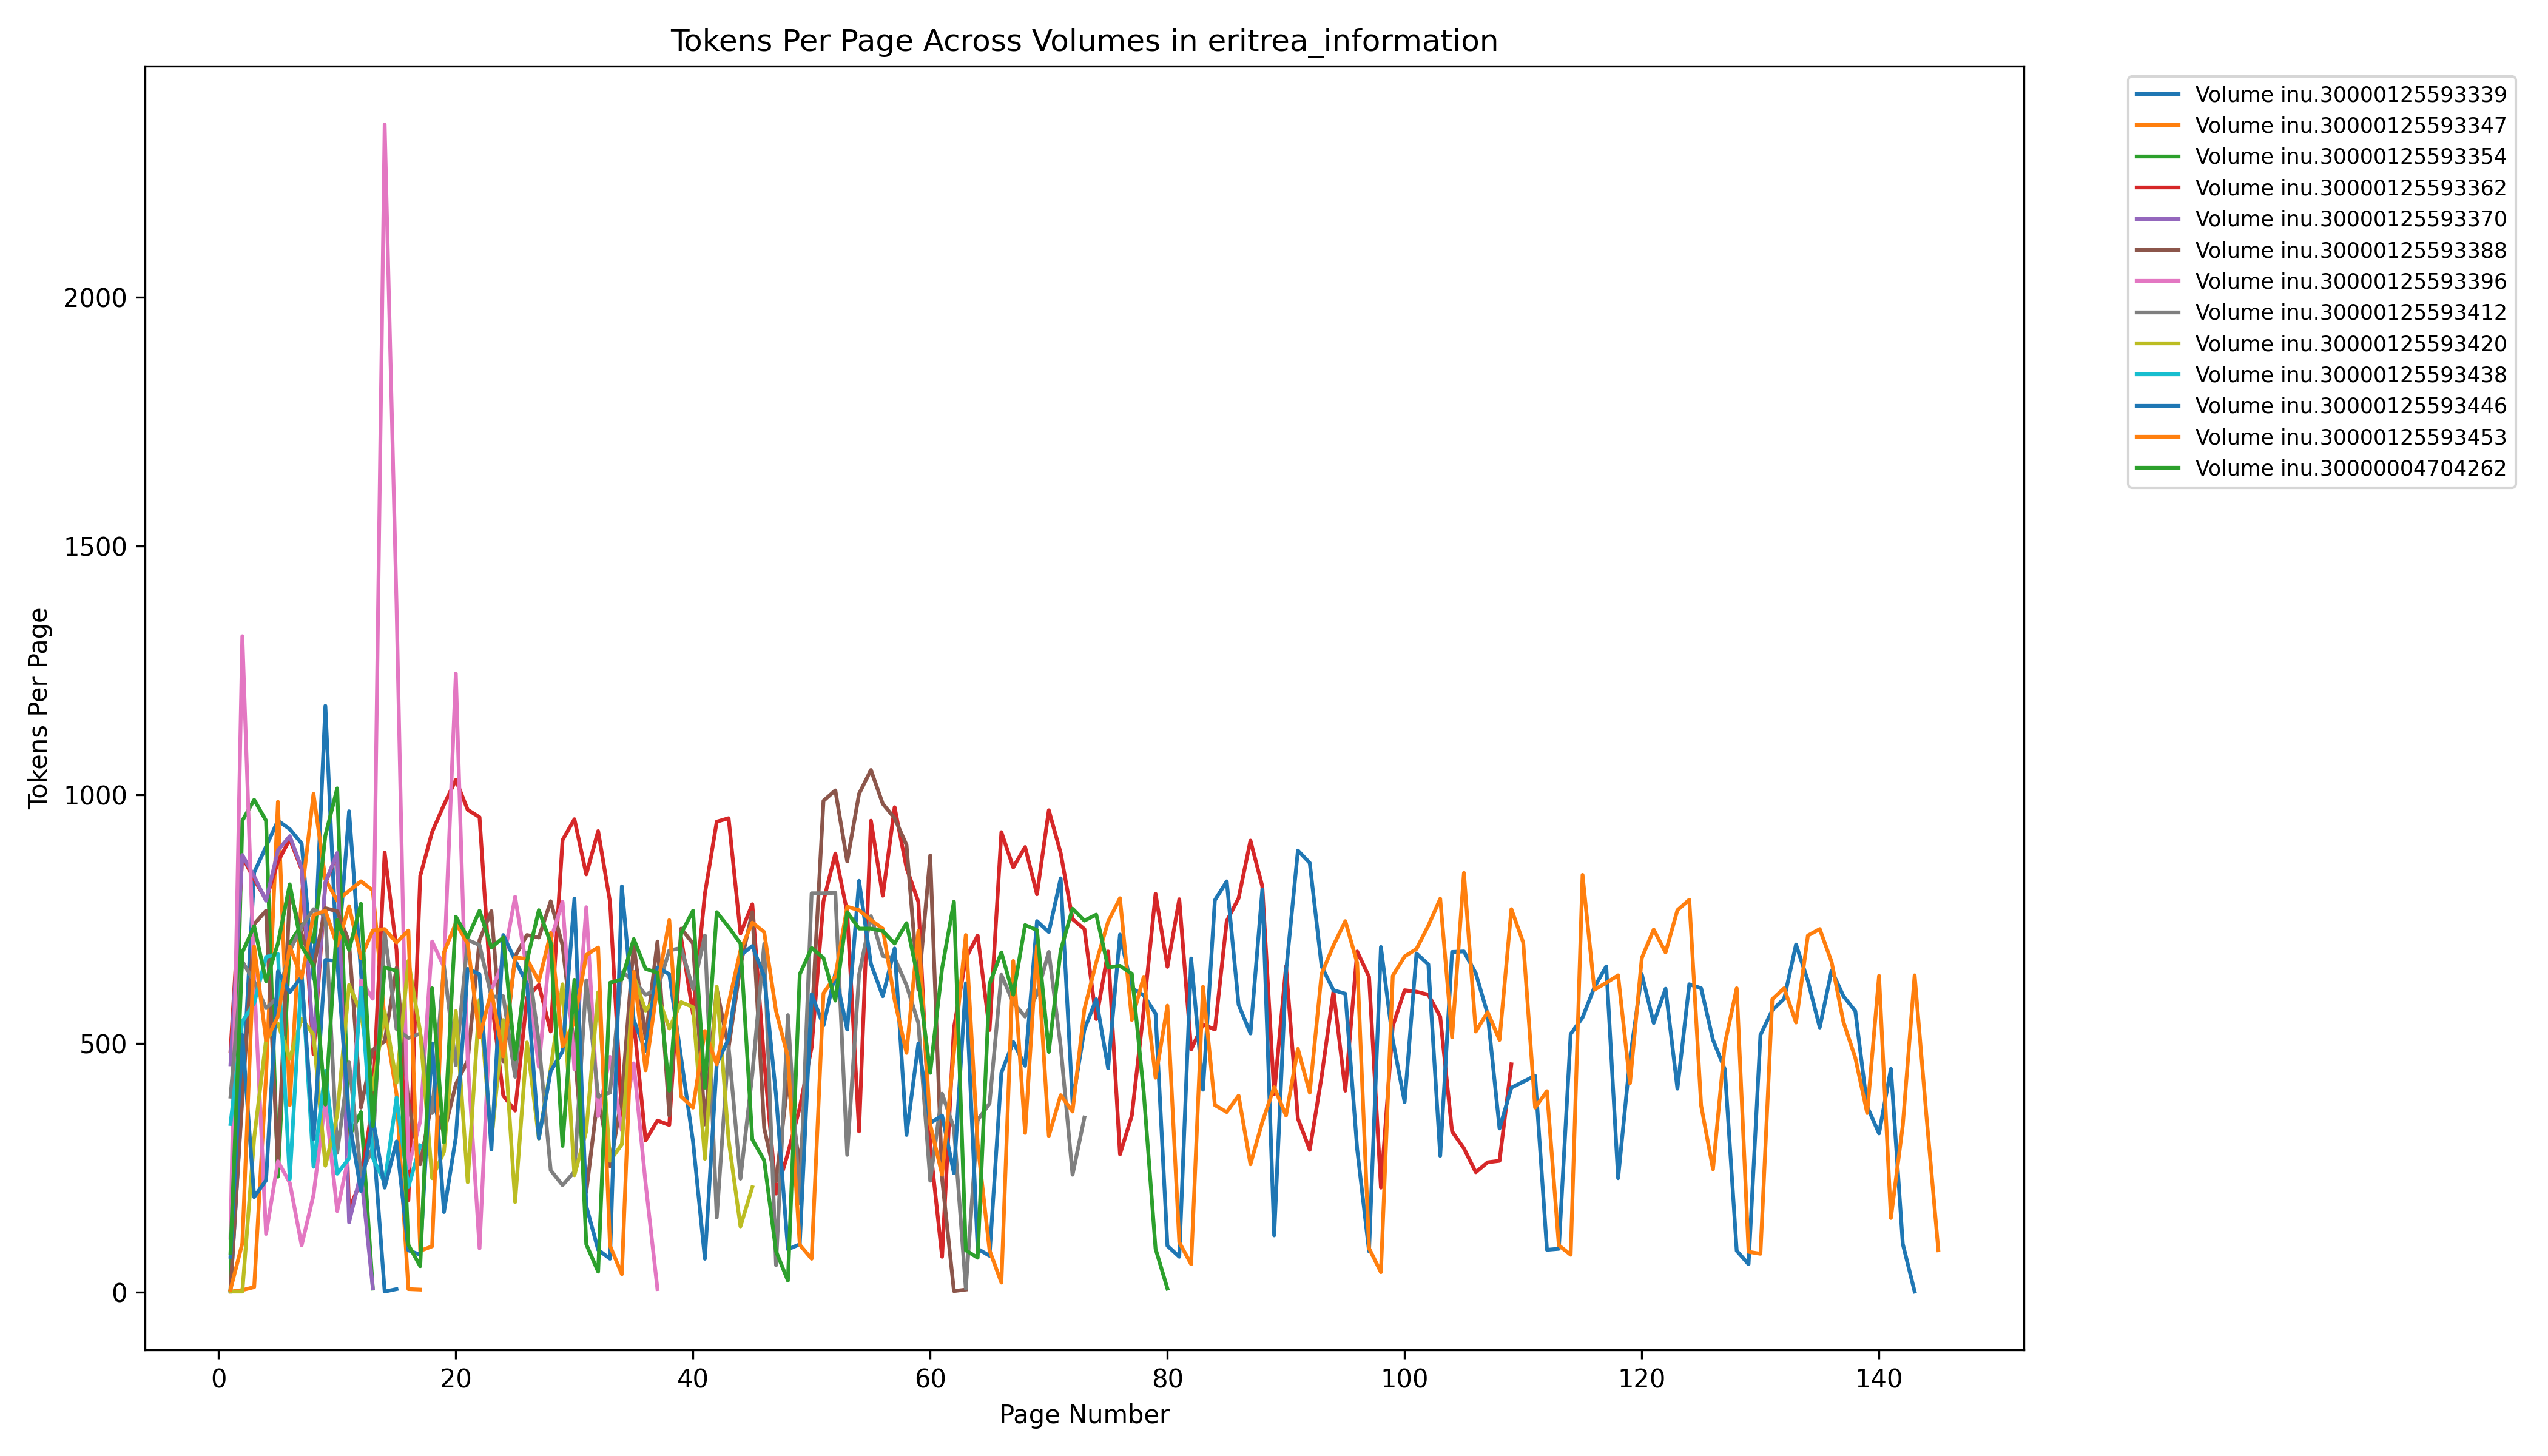 Tokens Per Page Across Volumes in eritrea_information
Tokens Per Page
2000
1500
1000
500
0
0 20 40 60 80 100 120 140
Page Number
Volume inu.30000125593339
Volume inu.30000125593347
Volume inu.30000125593354
Volume inu.30000125593362
Volume inu.30000125593370
Volume inu.30000125593388
Volume inu.30000125593396
Volume inu.30000125593412
Volume inu.30000125593420
Volume inu.30000125593438
Volume inu.30000125593446
Volume inu.30000125593453
Volume inu.30000004704262